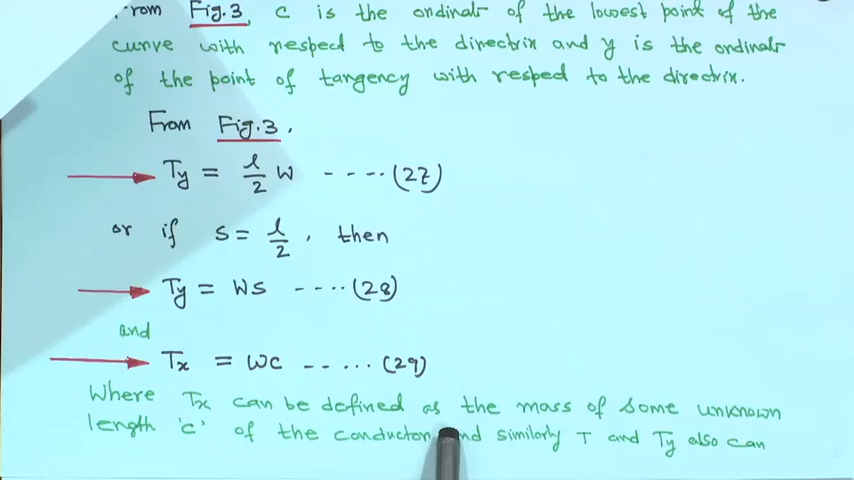 From Fig.3, c is the ordinate of the lowest point of the
curve with respect to the directrix and y is the ordinate
of the point of tangency with respect to the directrix.
From Fig.3.
Ty = l/2 W ---- (27)
or if s = l/2, then
Ty = Ws ---- (28)
and
Tx = Wc ------ (29)
Where Tx can be defined as the mass of some unknown
length 'c' of the conductor and similarly T and Ty also can